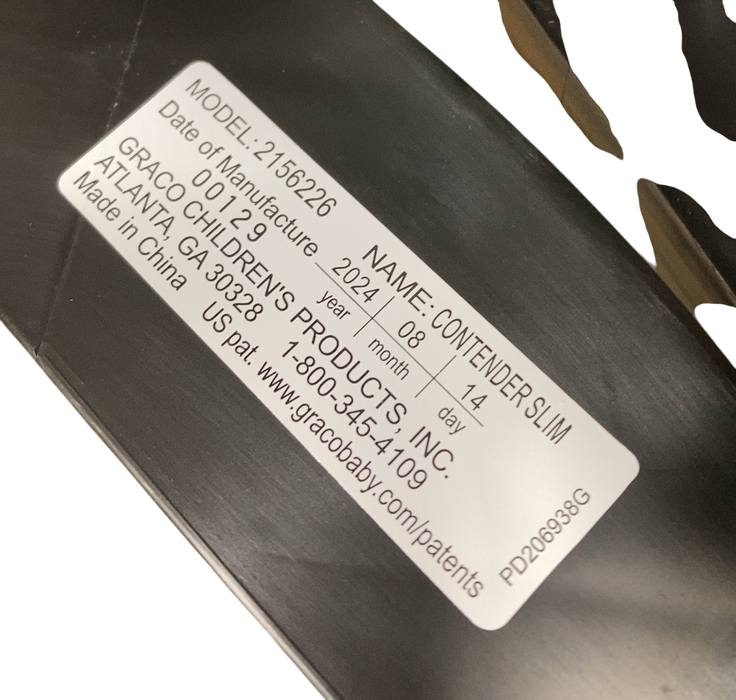 MODEL: 2156226 NAME: CONTENDER SLIM
Date of Manufacture 2024 08 14
00129 year month day
GRACO CHILDREN'S PRODUCTS, INC.
ATLANTA, GA 30328 1-800-345-4109
Made in China US pat. www.gracobaby.com/patents
PD206938G